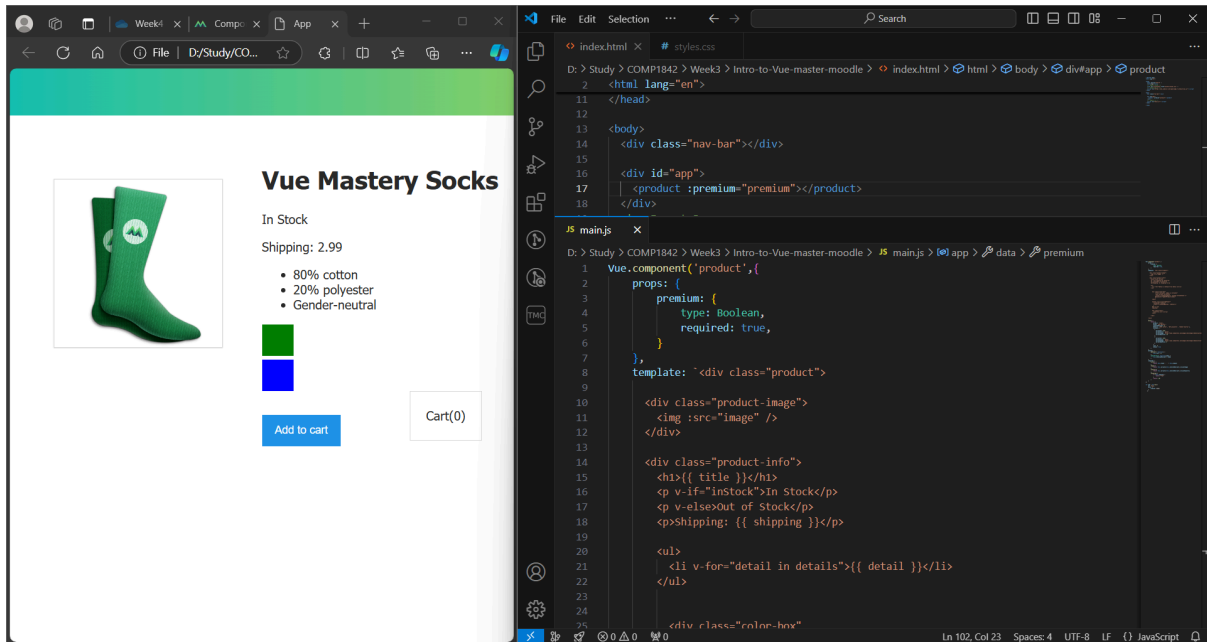 Week4
Compo
App
File
D:/Study/CO...
Vue Mastery Socks
In Stock
Shipping: 2.99
80% cotton
20% polyester
Gender-neutral
Cart(0)
Add to cart
File Edit Selection ...
Search
index.html
# styles.css
D: > Study > COMP1842 > Week3 > Intro-to-Vue-master-moodle > index.html > html > body > div#app > product
2 <html lang="en">
11 </head>
12
13 <body>
14 <div class="nav-bar"></div>
15
16 <div id="app">
17 <product :premium="premium"></product>
18 </div>
JS main.js
D: > Study > COMP1842 > Week3 > Intro-to-Vue-master-moodle > JS main.js > app > data > premium
1 Vue.component('product',{
2 props: {
3 premium: {
4 type: Boolean,
5 required: true,
6 }
7 },
8 template: `<div class="product">
9
10 <div class="product-image">
11 <img :src="image" />
12 </div>
13
14 <div class="product-info">
15 <h1>{{ title }}</h1>
16 <p v-if="inStock">In Stock</p>
17 <p v-else>Out of Stock</p>
18 <p>Shipping: {{ shipping }}</p>
19
20 <ul>
21 <li v-for="detail in details">{{ detail }}</li>
22 </ul>
23
24
25 <div class="color-box"
TMC
0 0 0
Ln 102, Col 23 Spaces: 4 UTF-8 LF {} JavaScript